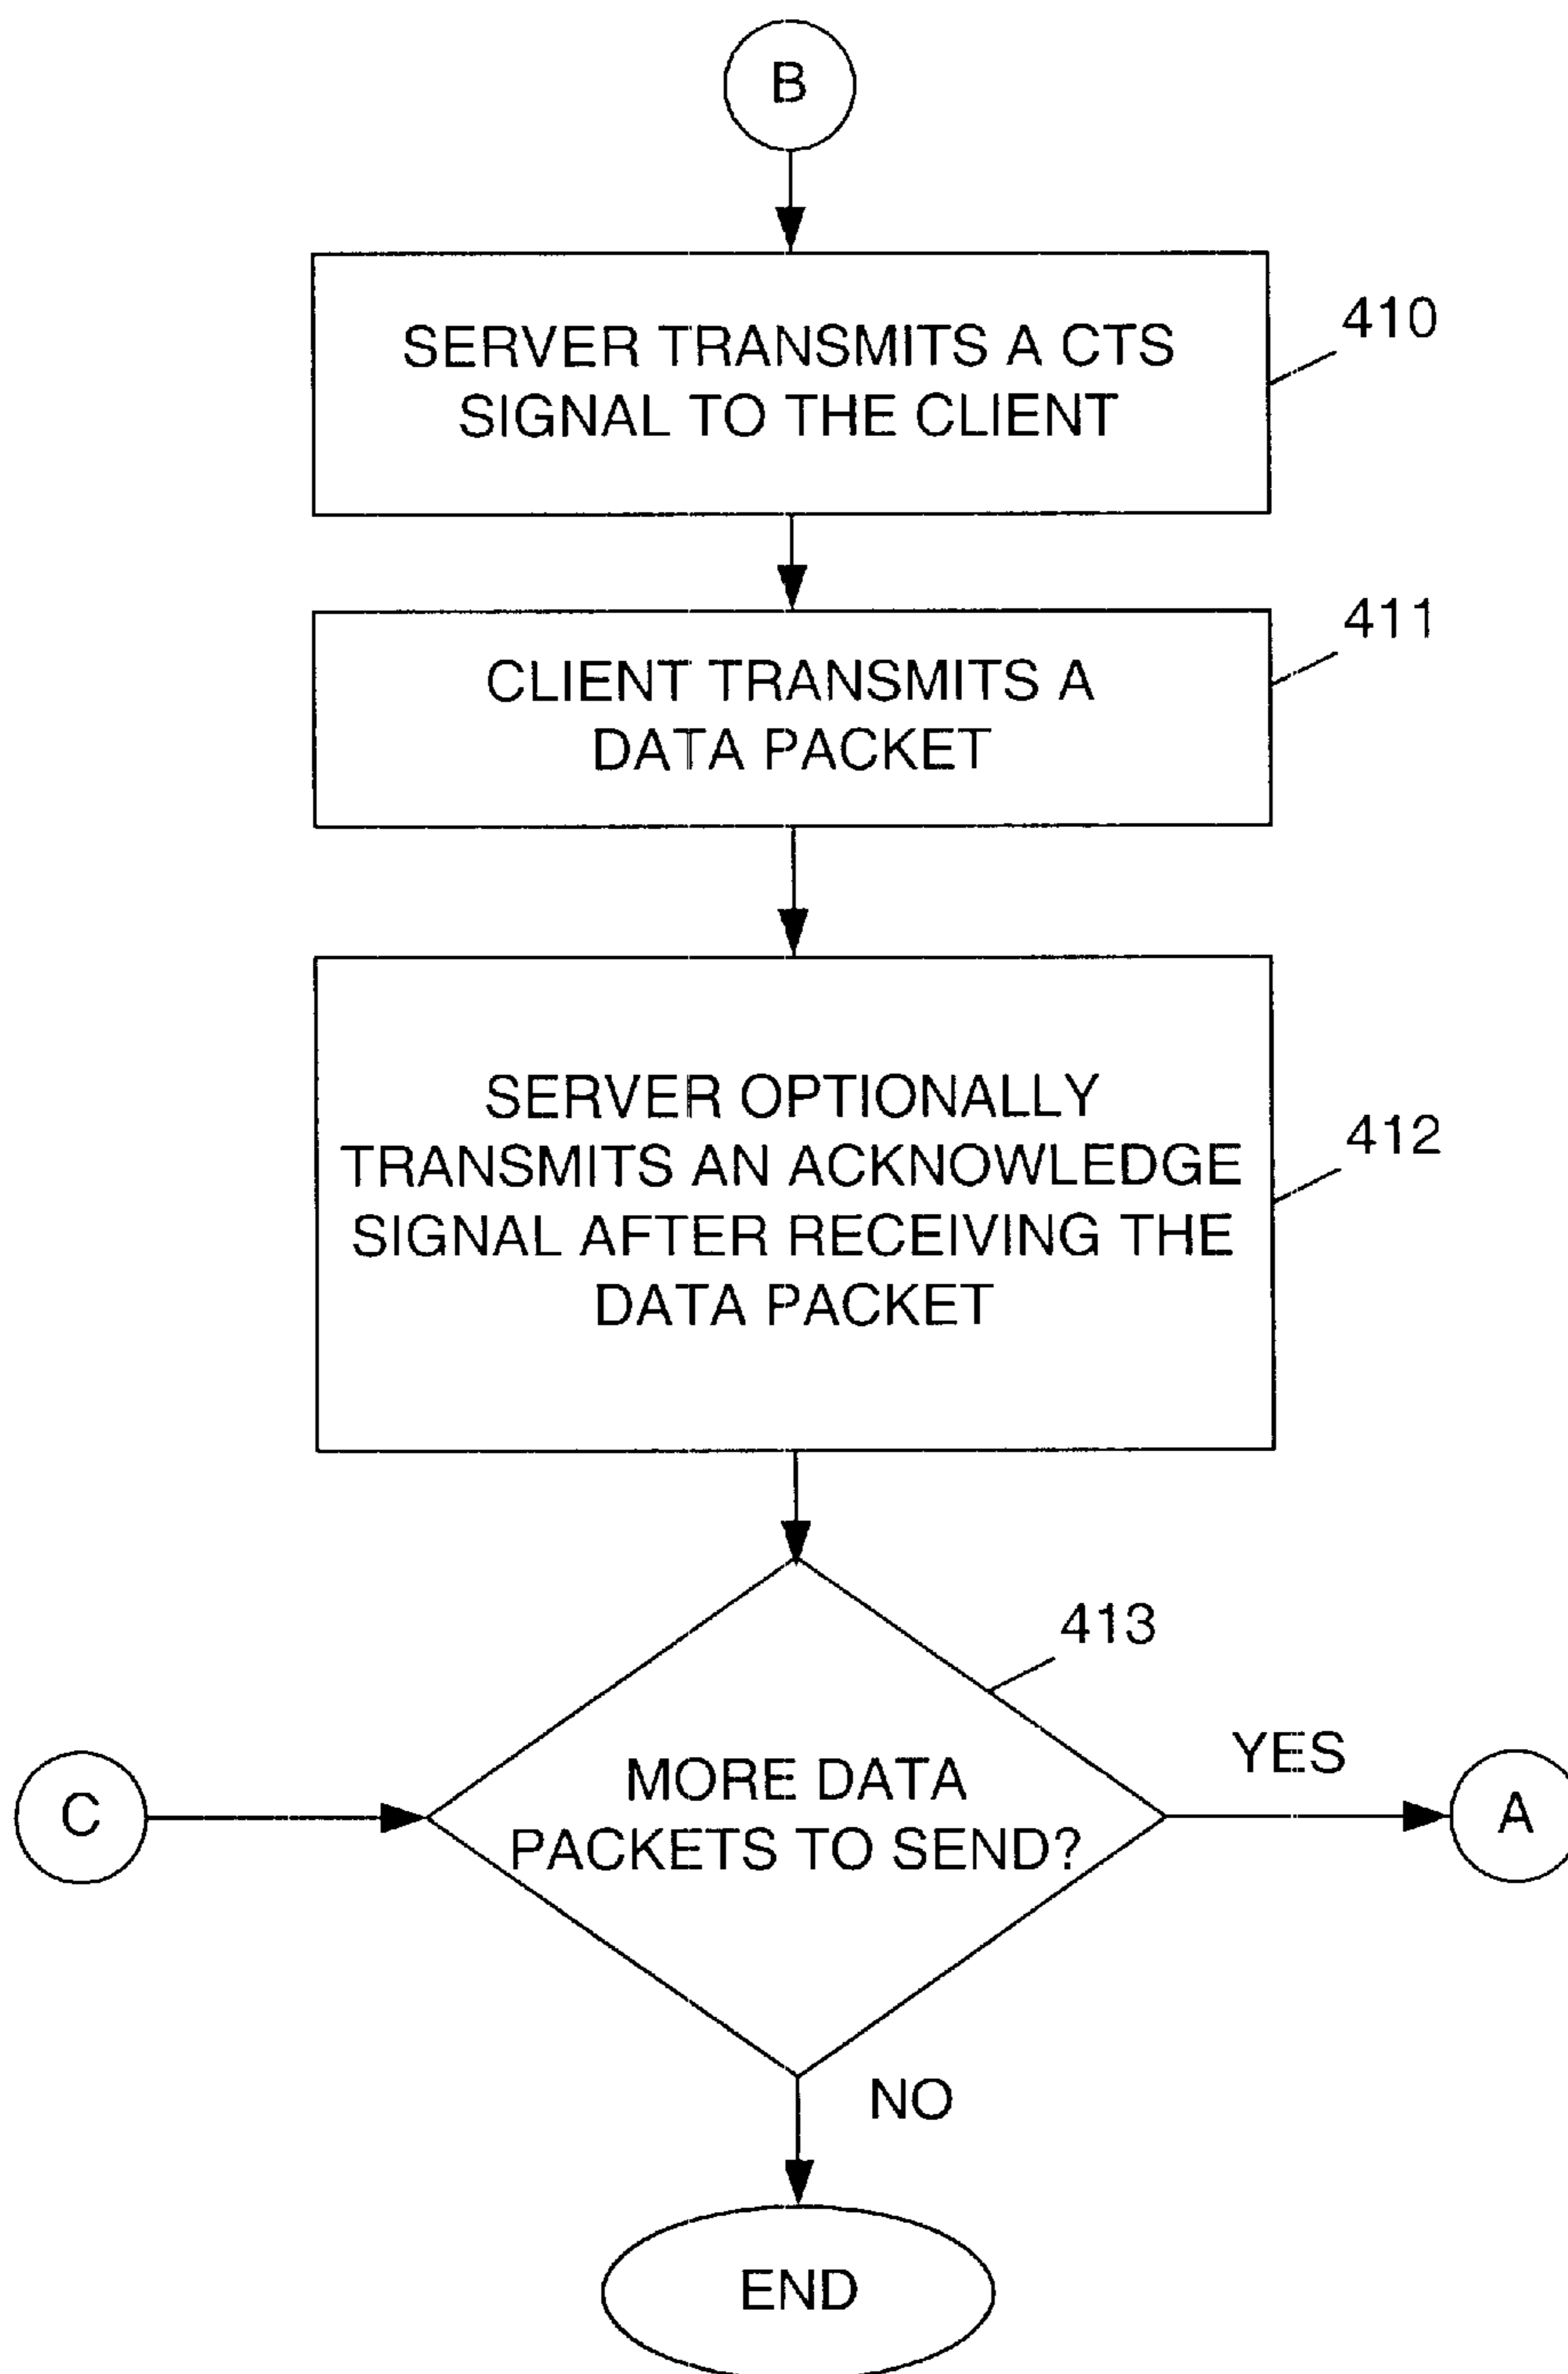 B
SERVER TRANSMITS A CTS
SIGNAL TO THE CLIENT
410
CLIENT TRANSMITS A
DATA PACKET
411
SERVER OPTIONALLY
TRANSMITS AN ACKNOWLEDGE
SIGNAL AFTER RECEIVING THE
DATA PACKET
412
413
C
MORE DATA
PACKETS TO SEND?
YES
A
NO
END